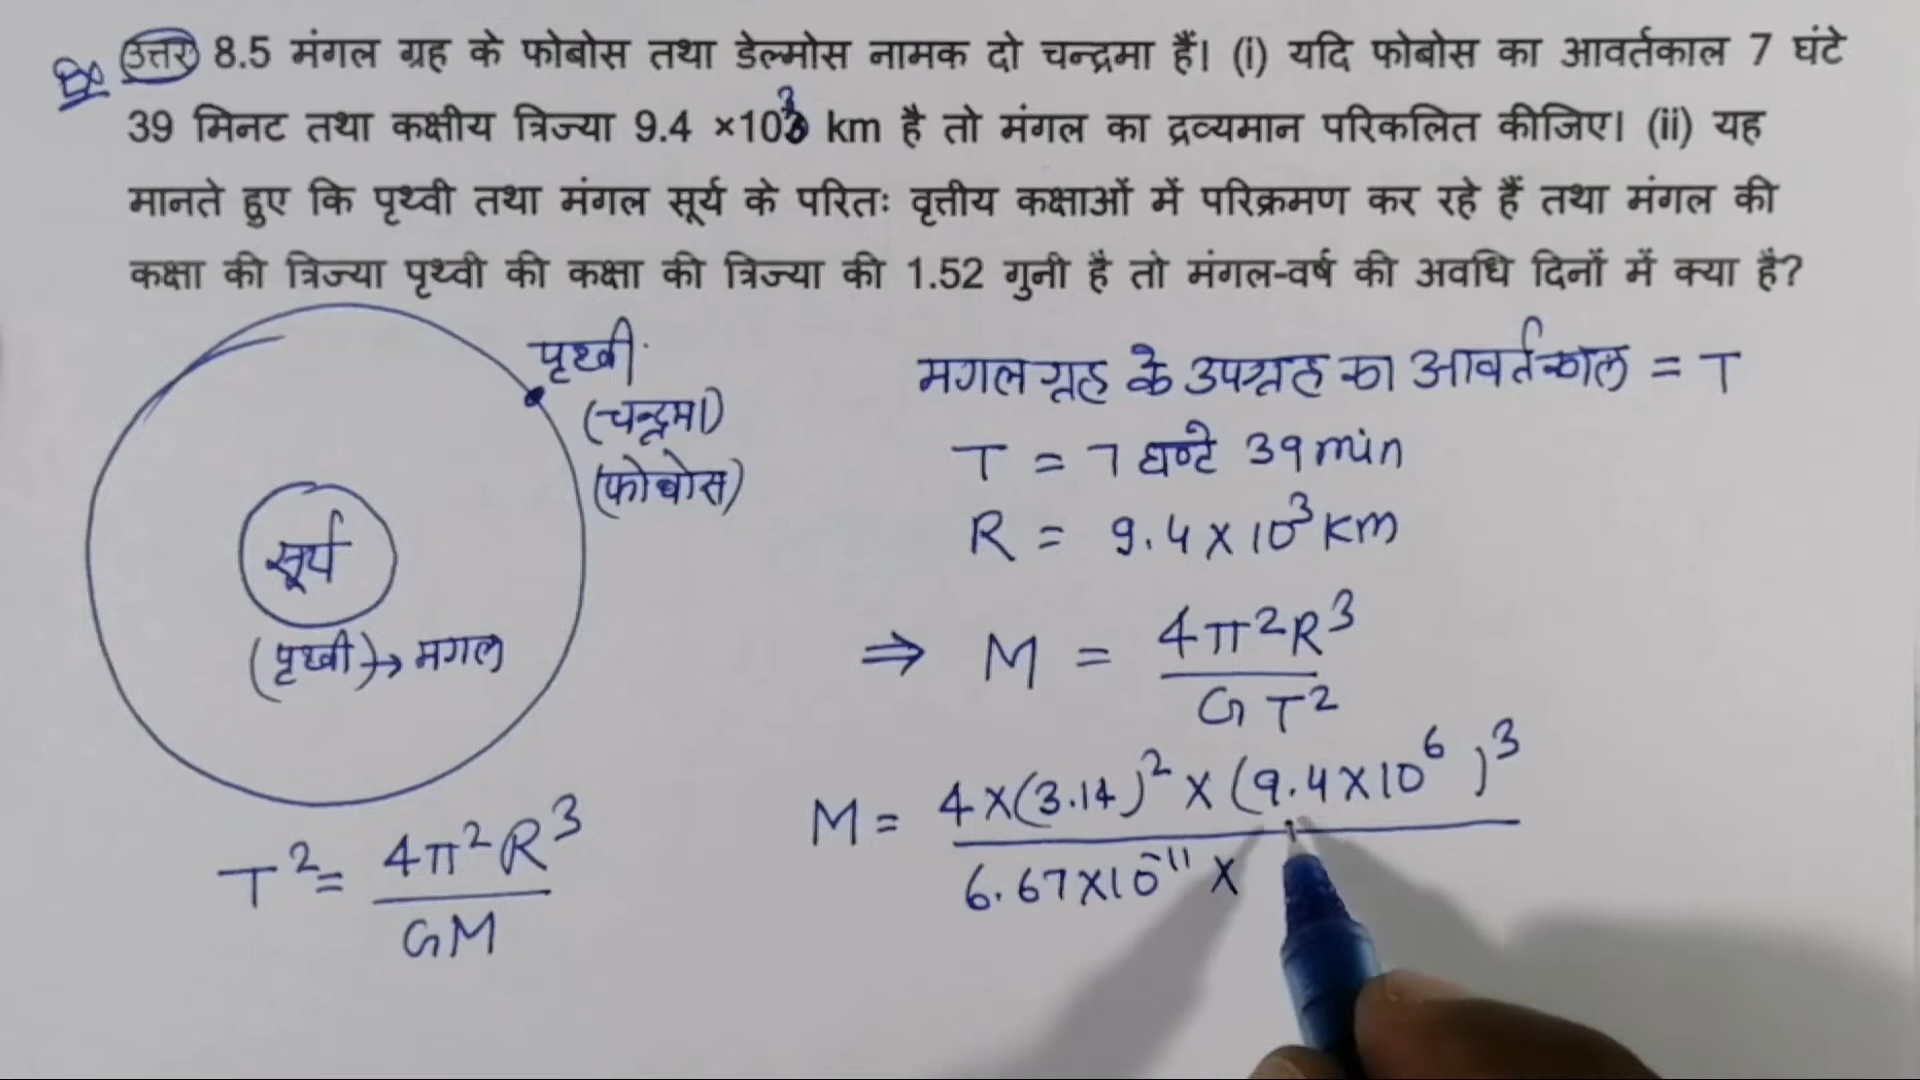 Ex उत्तर 8.5 मंगल ग्रह के फोबोस तथा डेल्मोस नामक दो चन्द्रमा हैं। (i) यदि फोबोस का आवर्तकाल 7 घंटे
39 मिनट तथा कक्षीय त्रिज्या 9.4 ×10³ km है तो मंगल का द्रव्यमान परिकलित कीजिए। (ii) यह
मानते हुए कि पृथ्वी तथा मंगल सूर्य के परितः वृत्तीय कक्षाओं में परिक्रमण कर रहे हैं तथा मंगल की
कक्षा की त्रिज्या पृथ्वी की कक्षा की त्रिज्या की 1.52 गुनी है तो मंगल-वर्ष की अवधि दिनों में क्या है?
पृथ्वी
(चन्द्रमा)
(फोबोस)
सूर्य
(पृथ्वी)→ मगल
T² = 4π²R³
GM
मगल ग्रह के उपग्रह का आवर्तकाल = T
T = 7 घण्टे 39 min
R = 9.4 × 10³ Km
⇒ M = 4π²R³
GT²
M = 4×(3.14)² × (9.4×10⁶)³
6.67×10⁻¹¹ ×